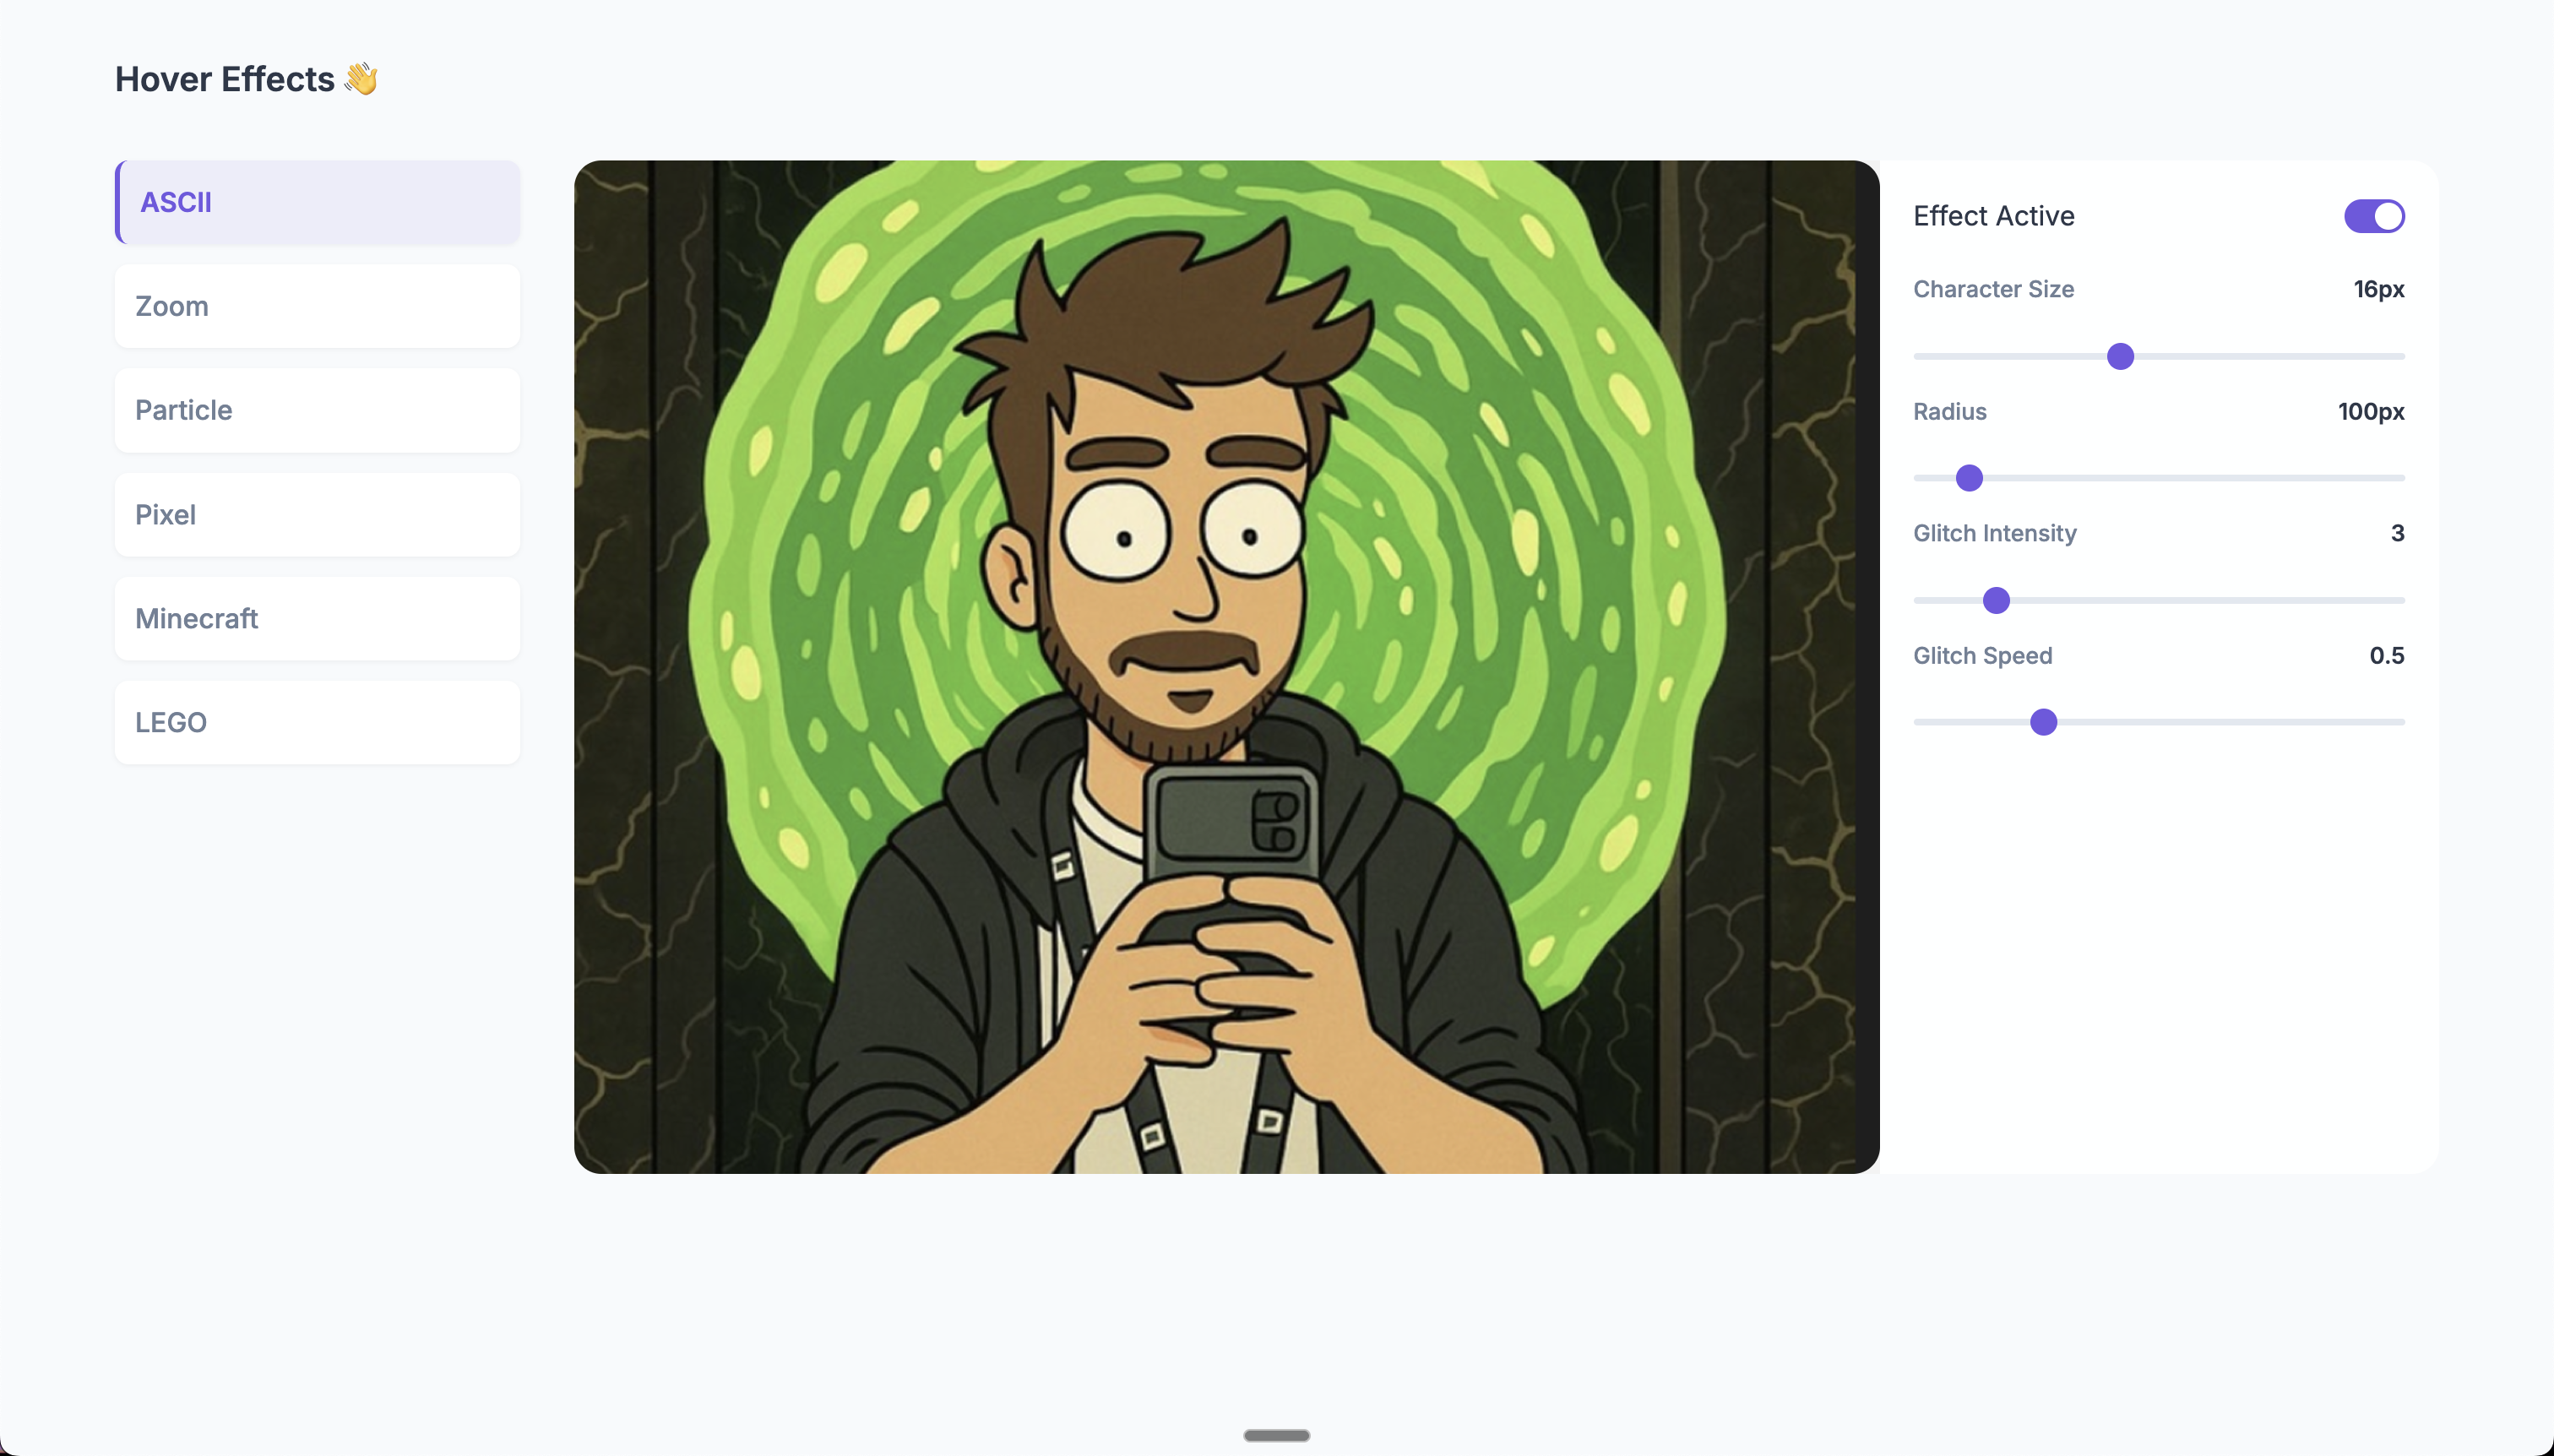 Hover Effects 👋
ASCII
Zoom
Particle
Pixel
Minecraft
LEGO
Effect Active
Character Size 16px
Radius 100px
Glitch Intensity 3
Glitch Speed 0.5